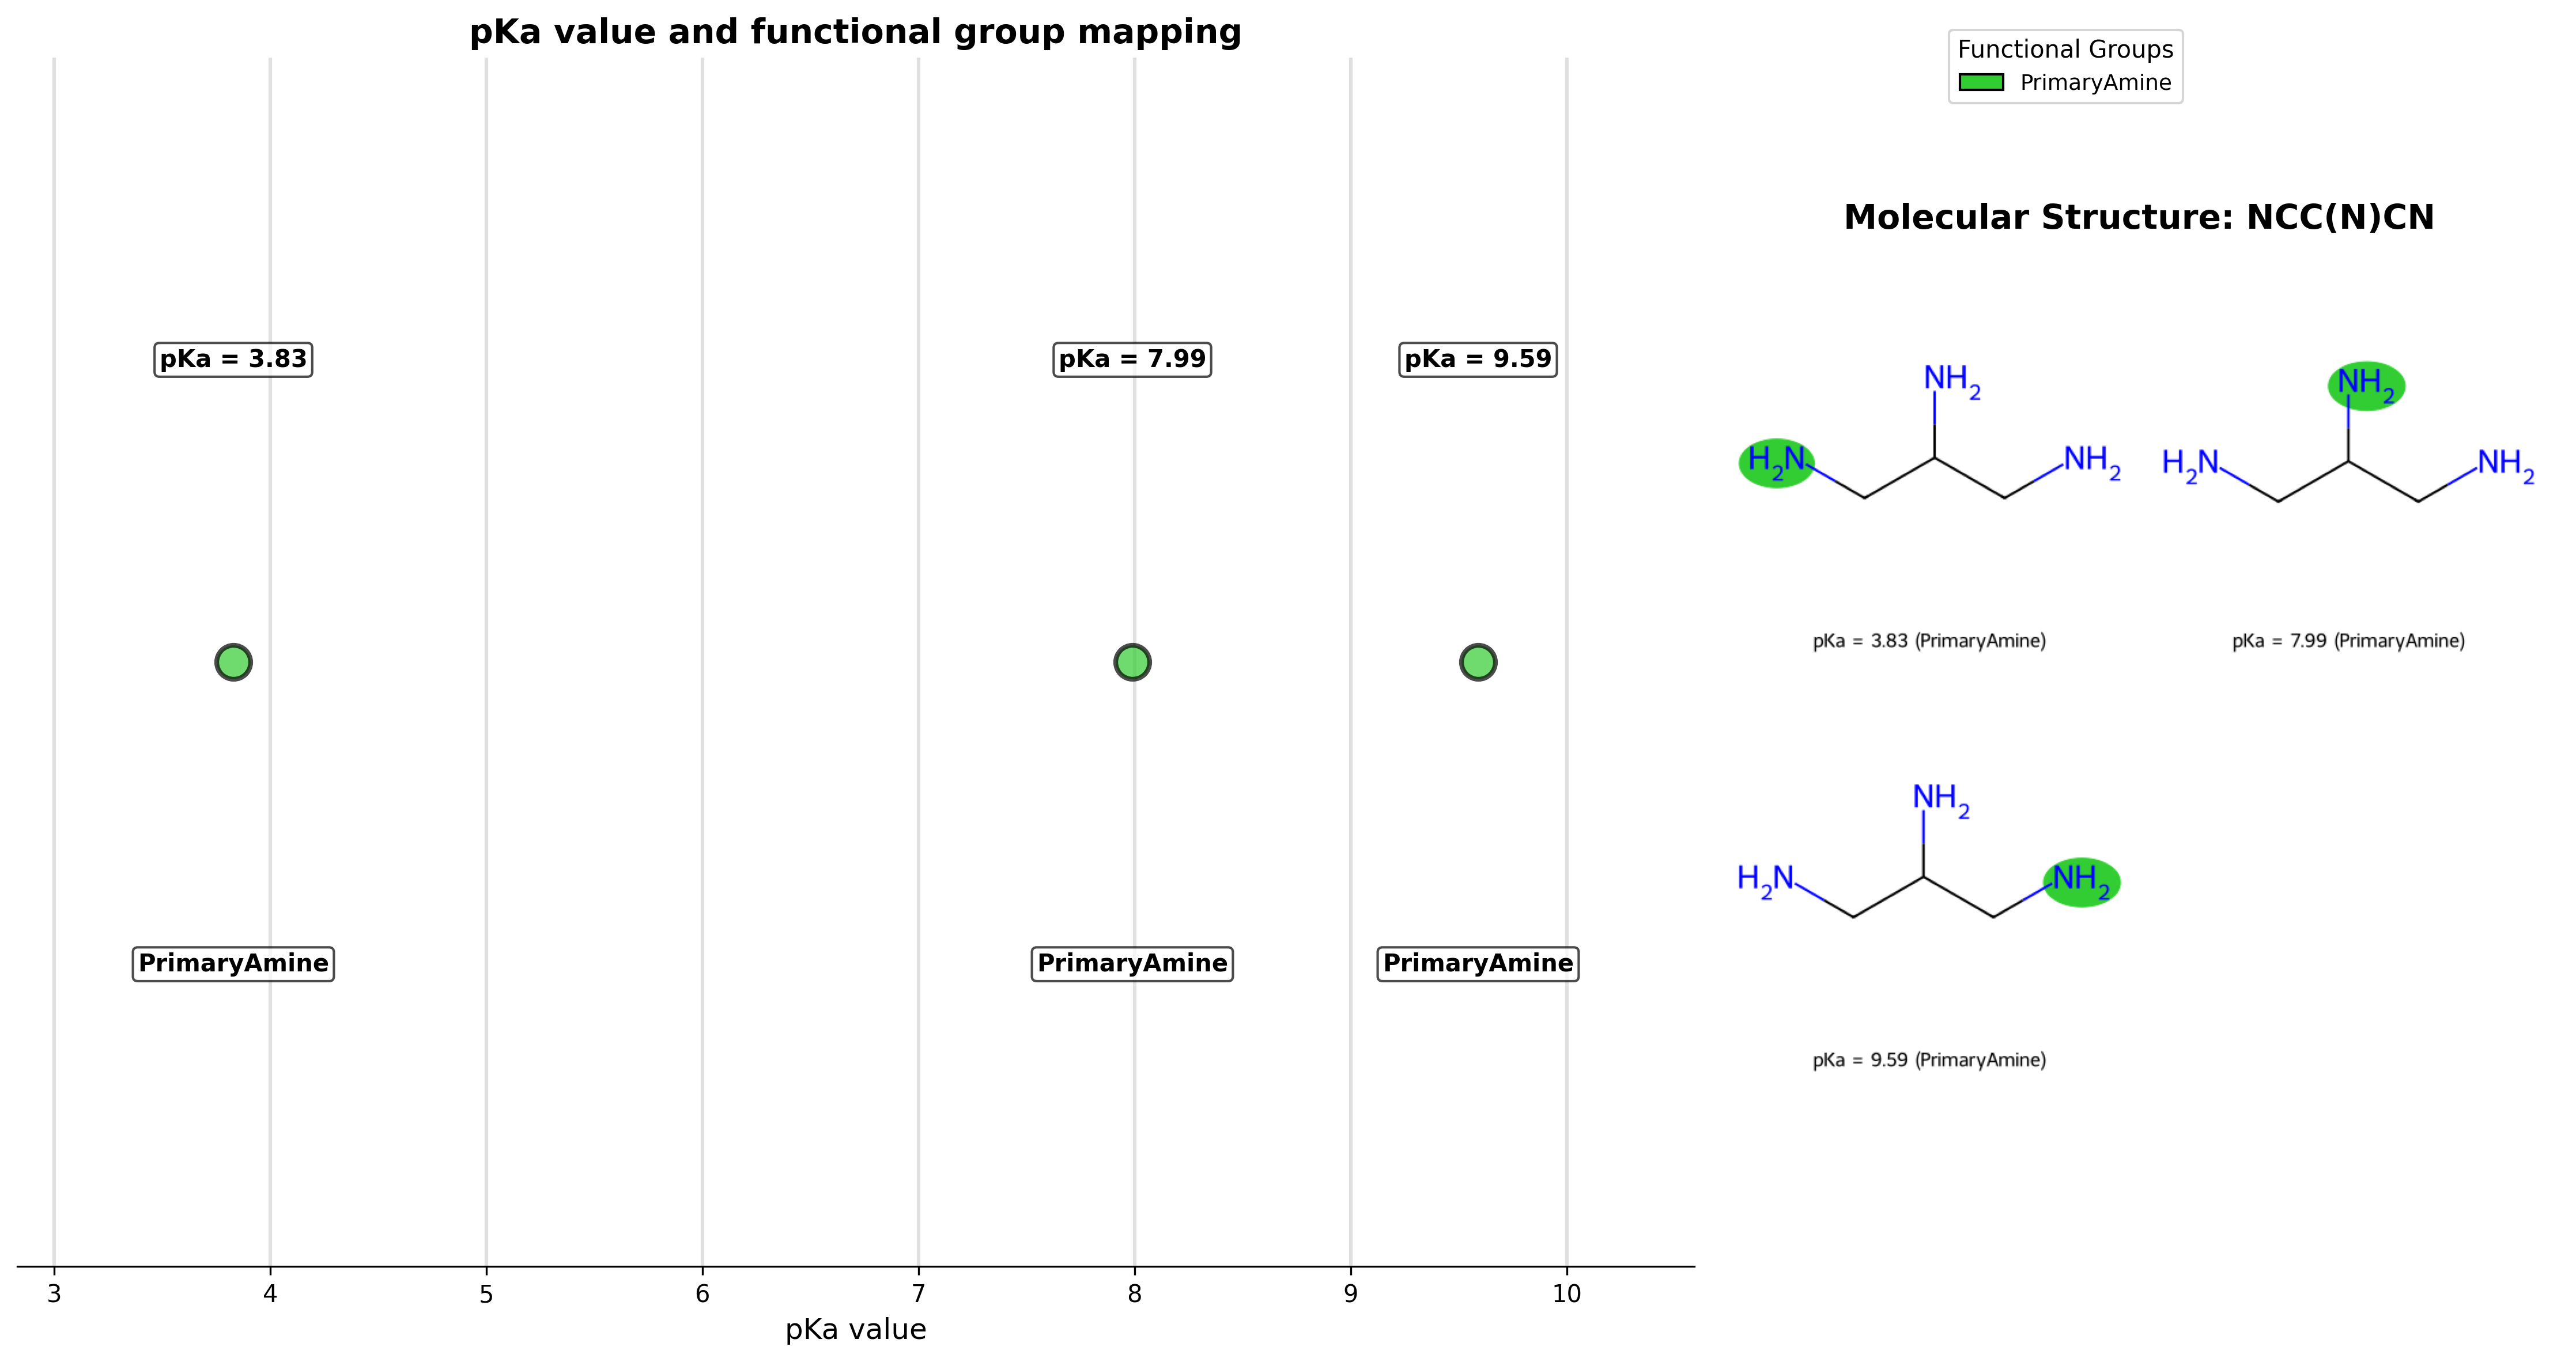 pKa value and functional group mapping
pKa = 3.83
pKa = 7.99
pKa = 9.59
PrimaryAmine
PrimaryAmine
PrimaryAmine
3 4 5 6 7 8 9 10
pKa value
Functional Groups
PrimaryAmine
Molecular Structure: NCC(N)CN
NH2
H2N
NH2
pKa = 3.83 (PrimaryAmine)
NH2
H2N
NH2
pKa = 7.99 (PrimaryAmine)
NH2
H2N
NH2
pKa = 9.59 (PrimaryAmine)